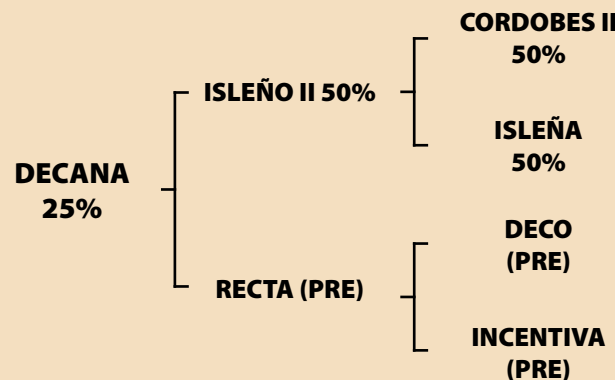 DECANA
25%
ISLEÑO II 50%
RECTA (PRE)
CORDOBES II
50%
ISLEÑA
50%
DECO
(PRE)
INCENTIVA
(PRE)